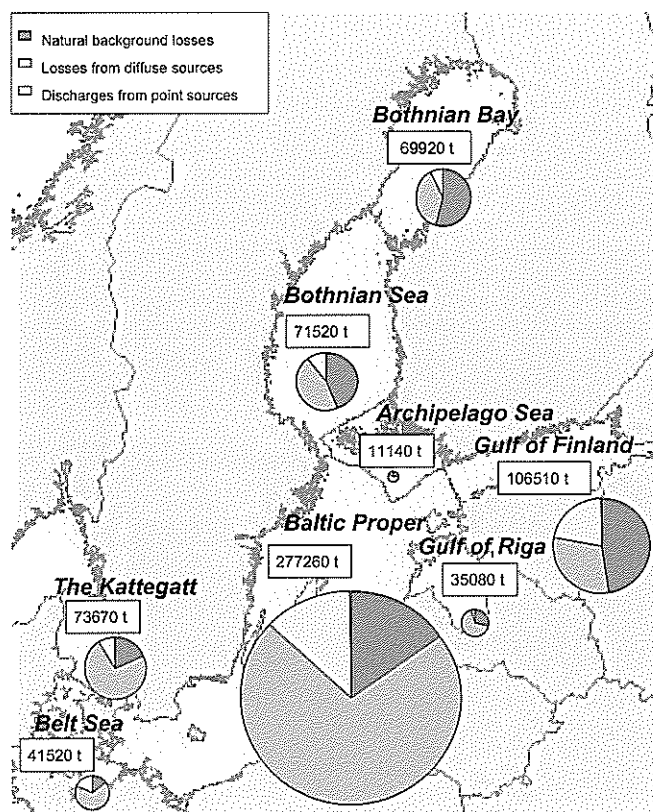 Natural background losses
Losses from diffuse sources
Discharges from point sources
Bothnian Bay
69920 t
Bothnian Sea
71520 t
Archipelago Sea
11140 t
Gulf of Finland
106510 t
Baltic Proper
277260 t
Gulf of Riga
35080 t
The Kattegatt
73670 t
Belt Sea
41520 t